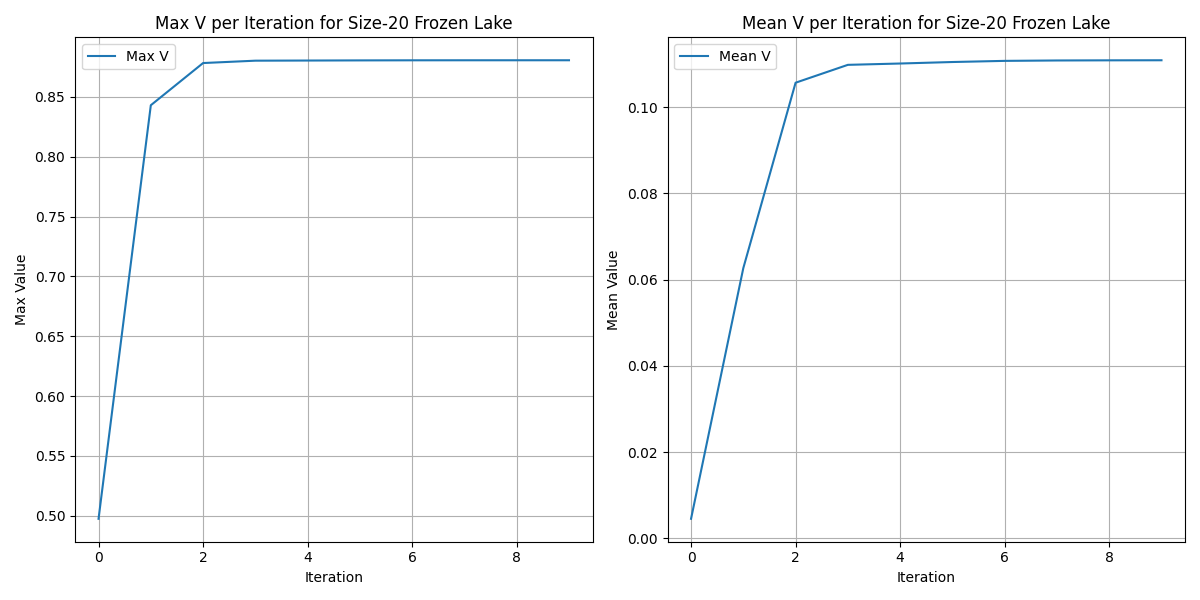 Max V per Iteration for Size-20 Frozen Lake
Max V
Max Value
0.85
0.80
0.75
0.70
0.65
0.60
0.55
0.50
0 2 4 6 8
Iteration
Mean V per Iteration for Size-20 Frozen Lake
Mean V
Mean Value
0.10
0.08
0.06
0.04
0.02
0.00
0 2 4 6 8
Iteration